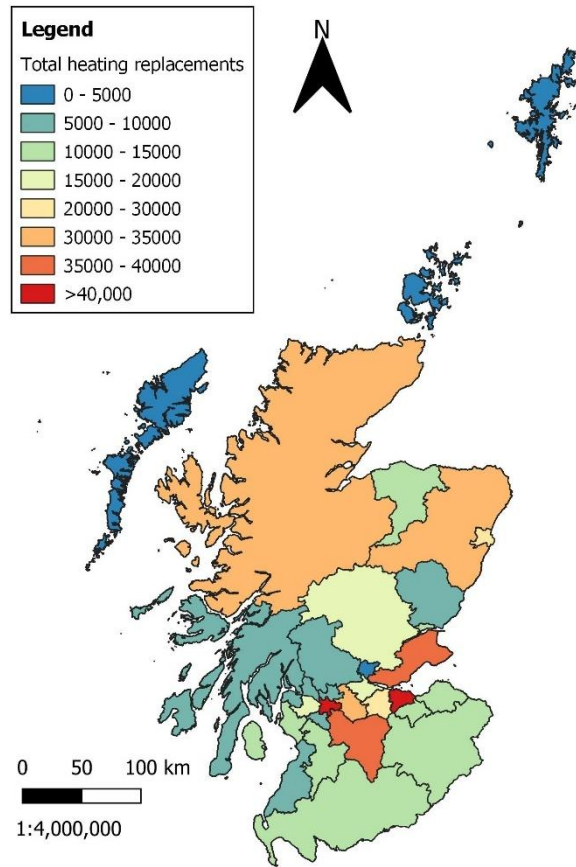 Legend
Total heating replacements
0 - 5000
5000 - 10000
10000 - 15000
15000 - 20000
20000 - 30000
30000 - 35000
35000 - 40000
>40,000
N
0 50 100 km
1:4,000,000